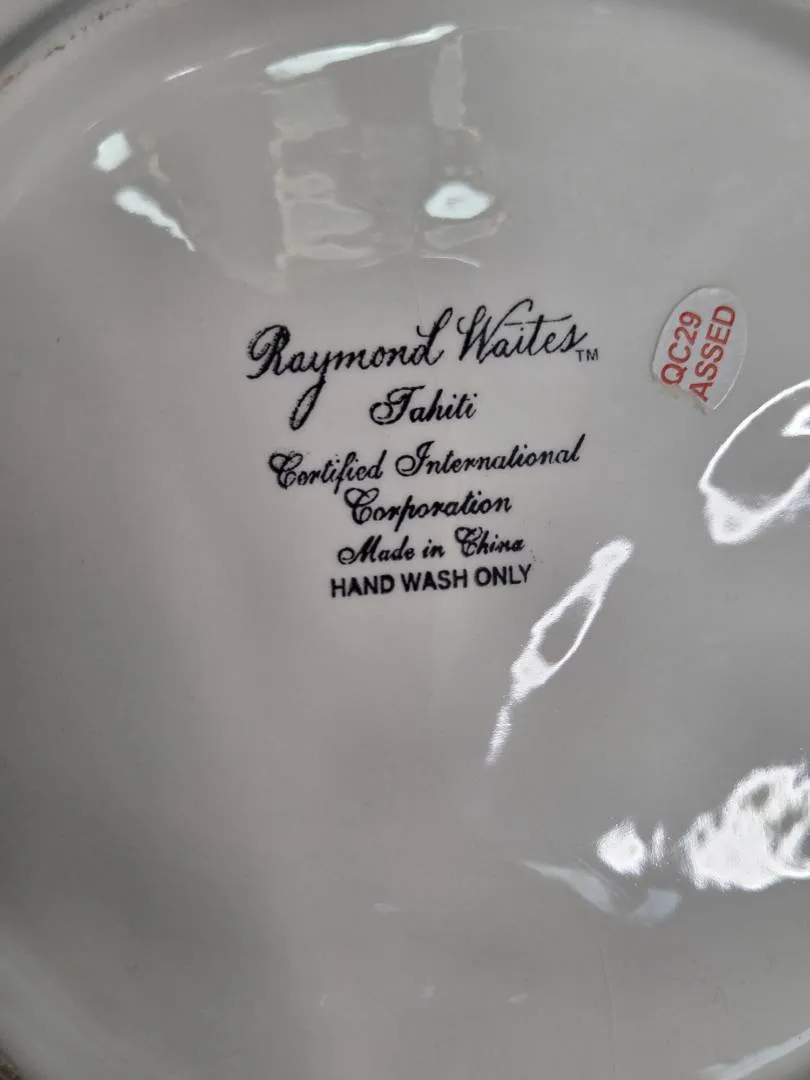 Raymond Waites™
Tahiti
Certified International
Corporation
Made in China
HAND WASH ONLY
QC29
ASSED